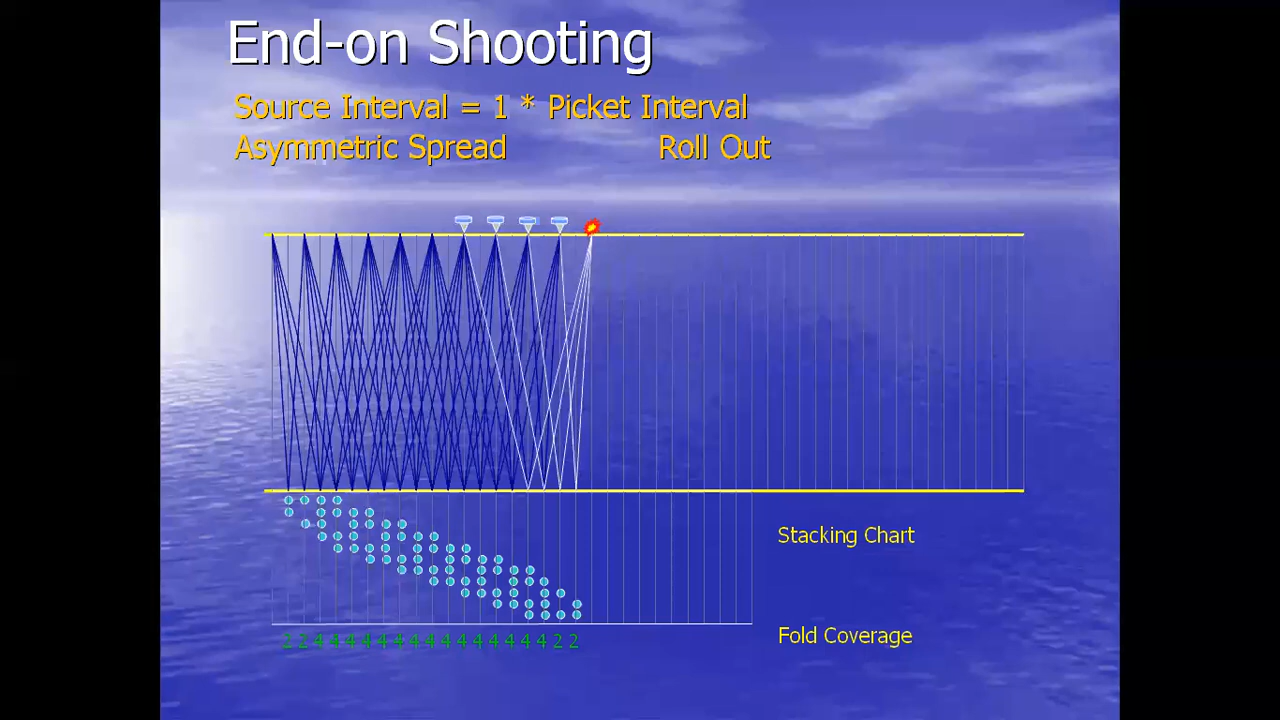 End-on Shooting
Source Interval = 1 * Picket Interval
Asymmetric Spread Roll Out
Stacking Chart
2 2 4 4 4 4 4 4 4 4 4 4 4 4 4 4 4 2 2
Fold Coverage